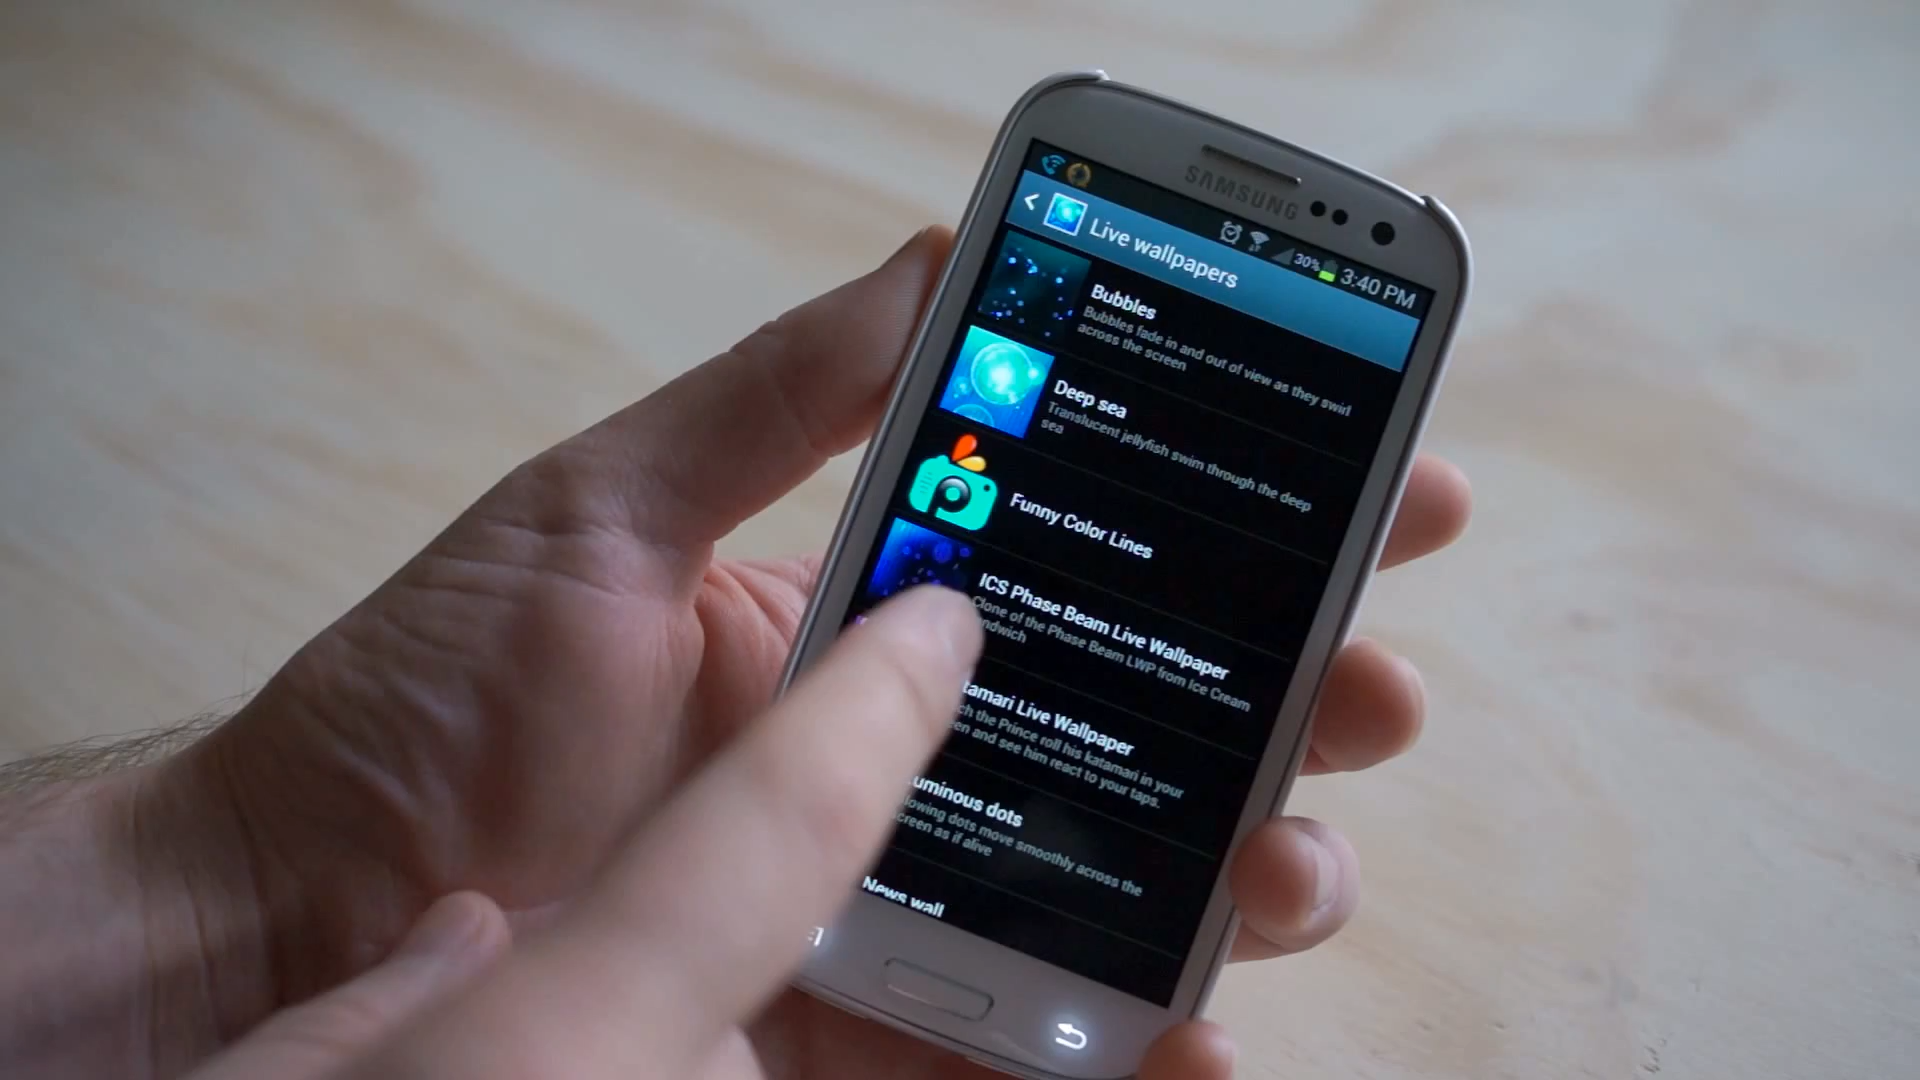 SAMSUNG
30% 3:40 PM
Live wallpapers
Bubbles
Bubbles fade in and out of view as they swirl
across the screen
Deep sea
Translucent jellyfish swim through the deep
sea
Funny Color Lines
ICS Phase Beam Live Wallpaper
Clone of the Phase Beam LWP from Ice Cream
ndwich
tamari Live Wallpaper
ch the Prince roll his katamari in your
en and see him react to your taps.
uminous dots
lowing dots move smoothly across the
creen as if alive
News wall